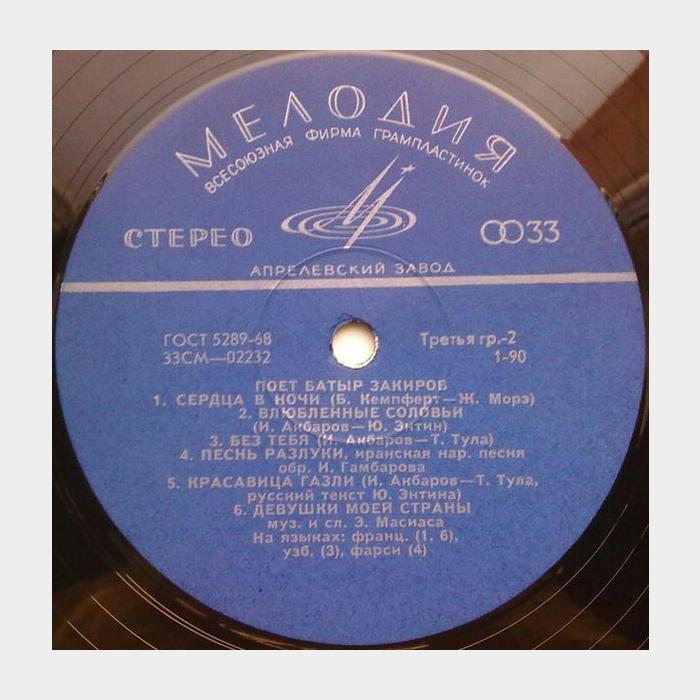 МЕЛОДИЯ
ВСЕСОЮЗНАЯ ФИРМА ГРАМПЛАСТИНОК
СТЕРЕО 33
АПРЕЛЕВСКИЙ ЗАВОД
ГОСТ 5289-68 Третья гр.-2
33СМ—02232 1-90
ПОЕТ БАТЫР ЗАКИРОВ
1. СЕРДЦА В НОЧИ (Б. Кемпферт—Ж. Морэ)
2. ВЛЮБЛЕННЫЕ СОЛОВЬИ
(И. Акбаров—Ю. Энтин)
3. БЕЗ ТЕБЯ (И. Акбаров—Т. Тула)
4. ПЕСНЬ РАЗЛУКИ, иранская нар. песня
обр. И. Гамбарова
5. КРАСАВИЦА ГАЗЛИ (И. Акбаров—Т. Тула,
русский текст Ю. Энтина)
6. ДЕВУШКИ МОЕЙ СТРАНЫ
муз. и сл. Э. Масиаса
На языках: франц. (1, 6),
узб. (3), фарси (4)